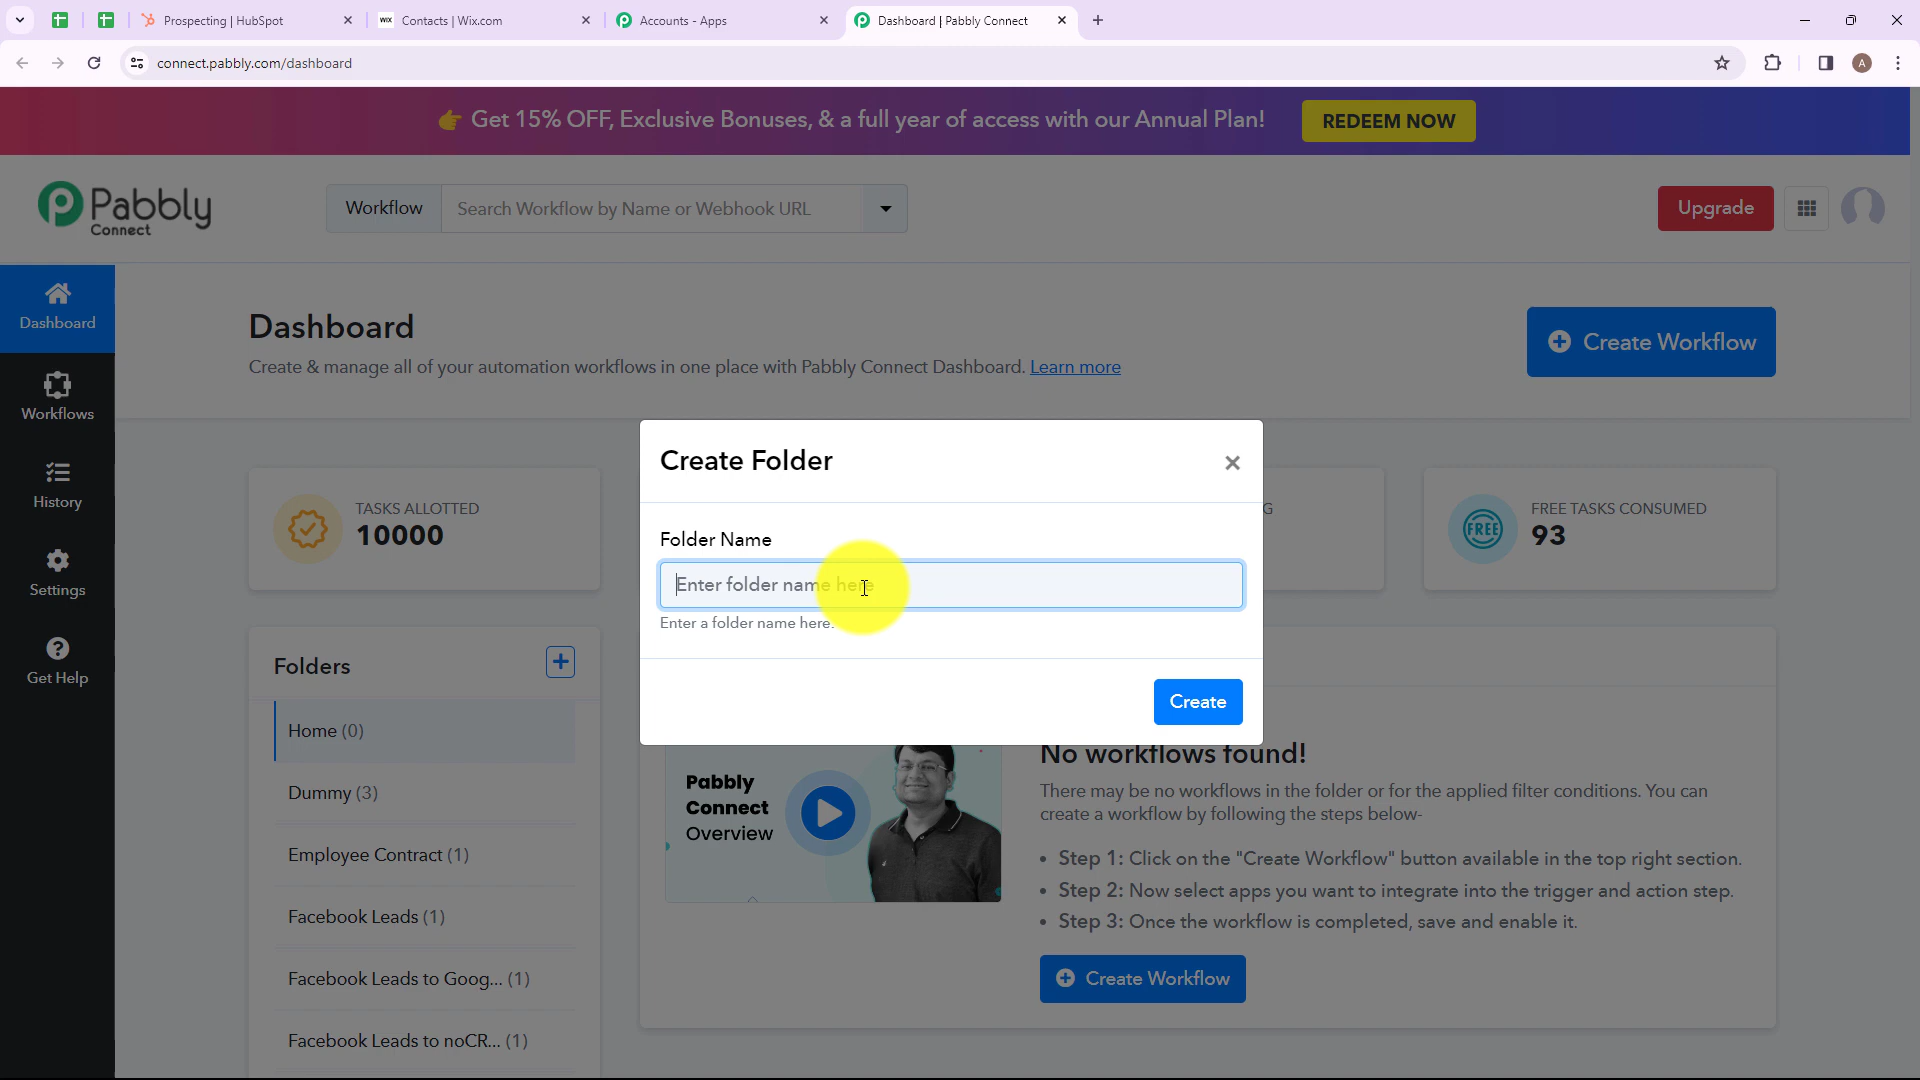 Prospecting | HubSpot
Contacts | Wix.com
Accounts - Apps
Dashboard | Pabbly Connect
connect.pabbly.com/dashboard
A
👉 Get 15% OFF, Exclusive Bonuses, & a full year of access with our Annual Plan!
REDEEM NOW
Pabbly
Connect
Workflow
Search Workflow by Name or Webhook URL
Upgrade
Dashboard
Workflows
History
Settings
Get Help
Dashboard
Create & manage all of your automation workflows in one place with Pabbly Connect Dashboard. Learn more
Create Workflow
TASKS ALLOTTED
10000
G
FREE
FREE TASKS CONSUMED
93
Create Folder
×
Folder Name
Enter folder name here
Enter a folder name here.
Create
Folders
+
Home (0)
Dummy (3)
Employee Contract (1)
Facebook Leads (1)
Facebook Leads to Goog... (1)
Facebook Leads to noCR... (1)
Pabbly
Connect
Overview
No workflows found!
There may be no workflows in the folder or for the applied filter conditions. You can
create a workflow by following the steps below-
• Step 1: Click on the "Create Workflow" button available in the top right section.
• Step 2: Now select apps you want to integrate into the trigger and action step.
• Step 3: Once the workflow is completed, save and enable it.
Create Workflow